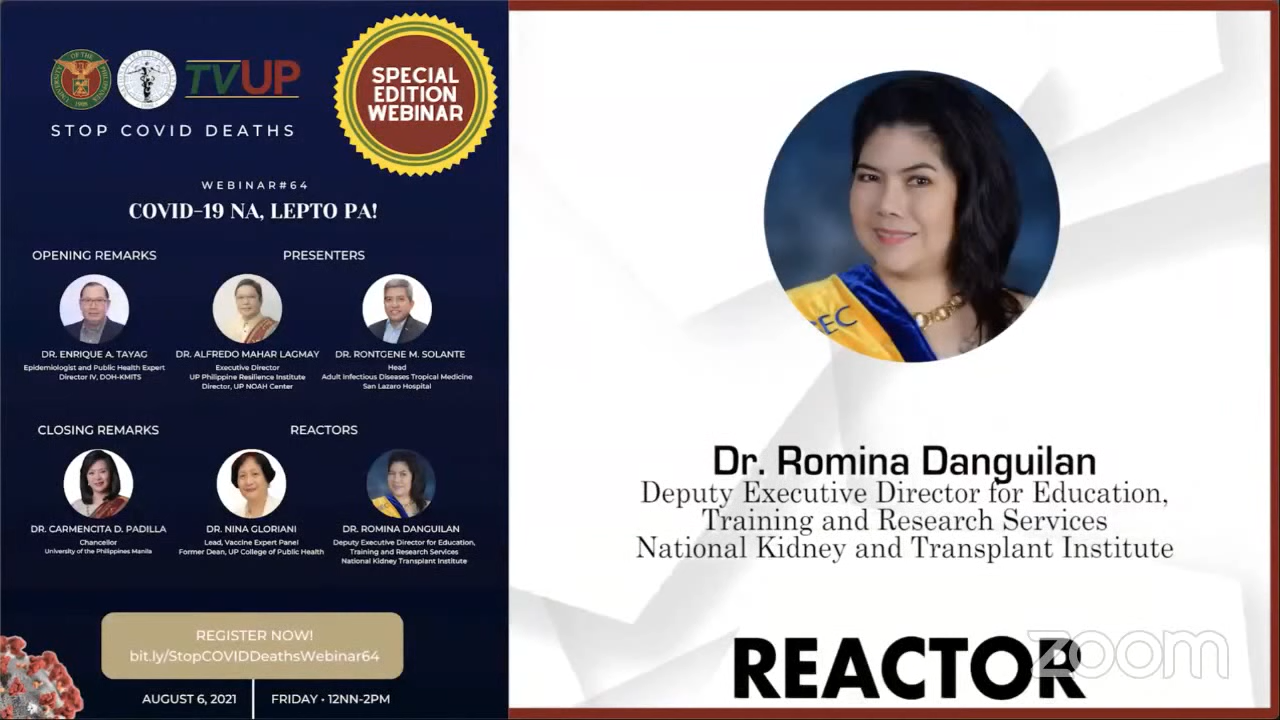 TVUP
STOP COVID DEATHS
SPECIAL
EDITION
WEBINAR
WEBINAR#64
COVID-19 NA, LEPTO PA!
OPENING REMARKS
PRESENTERS
DR. ENRIQUE A. TAYAG
Epidemiologist and Public Health Expert
Director IV, DOH-KMITS
DR. ALFREDO MAHAR LAGMAY
Executive Director
UP Philippine Resilience Institute
Director, UP NOAH Center
DR. RONTGENE M. SOLANTE
Head
Adult Infectious Diseases Tropical Medicine
San Lazaro Hospital
CLOSING REMARKS
REACTORS
DR. CARMENCITA D. PADILLA
Chancellor
University of the Philippines Manila
DR. NINA GLORIANI
Lead, Vaccine Expert Panel
Former Dean, UP College of Public Health
DR. ROMINA DANGUILAN
Deputy Executive Director for Education,
Training and Research Services
National Kidney Transplant Institute
REGISTER NOW!
bit.ly/StopCOVIDDeathsWebinar64
AUGUST 6, 2021
FRIDAY • 12NN-2PM
EC
Dr. Romina Danguilan
Deputy Executive Director for Education,
Training and Research Services
National Kidney and Transplant Institute
REACTOR
zoom